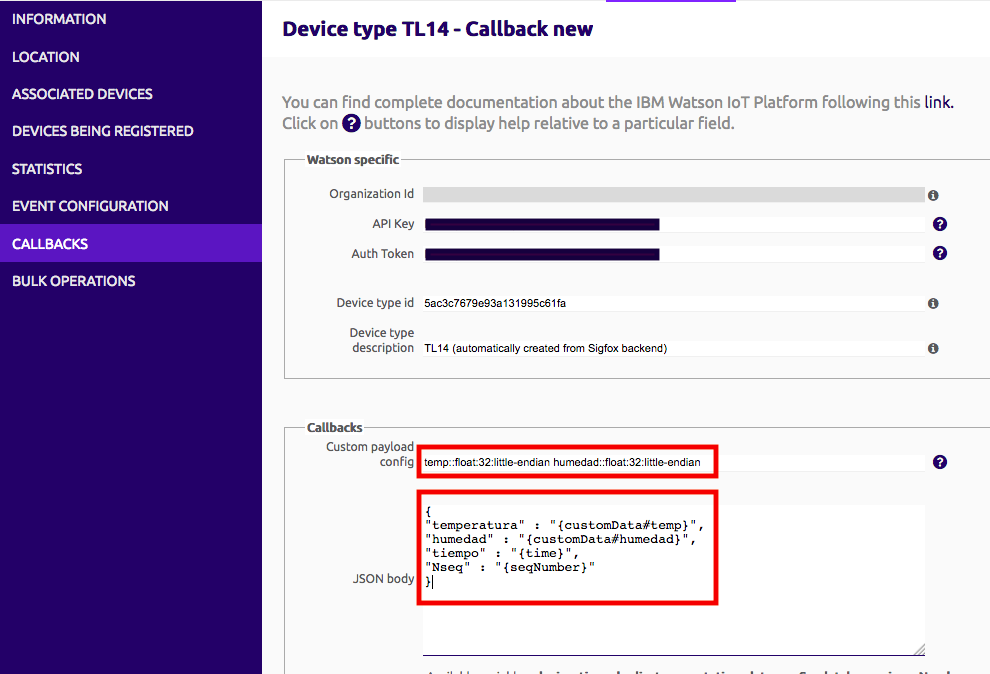 INFORMATION
LOCATION
ASSOCIATED DEVICES
DEVICES BEING REGISTERED
STATISTICS
EVENT CONFIGURATION
CALLBACKS
BULK OPERATIONS
Device type TL14 - Callback new
You can find complete documentation about the IBM Watson IoT Platform following this link.
Click on ? buttons to display help relative to a particular field.
Watson specific
Organization Id
API Key
Auth Token
Device type id 5ac3c7679e93a131995c61fa
Device type
description TL14 (automatically created from Sigfox backend)
Callbacks
Custom payload
config temp::float:32:little-endian humedad::float:32:little-endian
JSON body
{
"temperatura" : "{customData#temp}",
"humedad" : "{customData#humedad}",
"tiempo" : "{time}",
"Nseq" : "{seqNumber}"
}